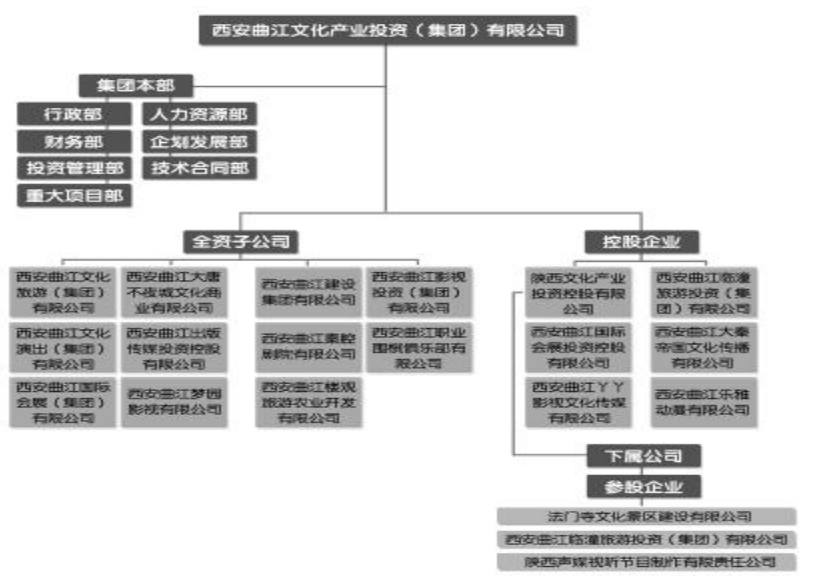 西安曲江文化产业投资（集团）有限公司
集团本部
行政部
人力资源部
财务部
企划发展部
投资管理部
技术合同部
重大项目部
全资子公司
控股企业
西安曲江文化
旅游（集团）
有限公司
西安曲江大唐
不夜城文化商
业有限公司
西安曲江建设
集团有限公司
西安曲江影视
投资（集团）
有限公司
陕西文化产业
投资控股有限
公司
西安曲江临潼
旅游投资（集
团）有限公司
西安曲江文化
演出（集团）
有限公司
西安曲江出版
传媒投资控股
有限公司
西安曲江秦腔
剧院有限公司
西安曲江职业
围棋俱乐部有
限公司
西安曲江国际
会展投资控股
有限公司
西安曲江大秦
帝国文化传播
有限公司
西安曲江国际
会展（集团）
有限公司
西安曲江梦园
影视有限公司
西安曲江楼观
旅游农业开发
有限公司
西安曲江丫丫
影视文化传媒
有限公司
西安曲江乐雅
动漫有限公司
下属公司
参股企业
法门寺文化景区建设有限公司
西安曲江临潼旅游投资（集团）有限公司
陕西声媒视听节目制作有限责任公司